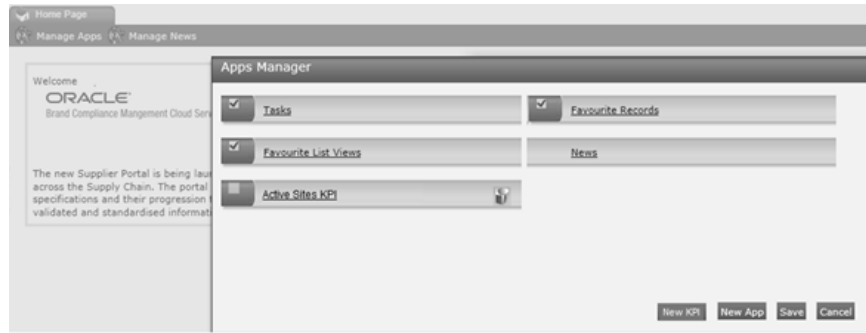 Home Page
Manage Apps Manage News
Apps Manager
Welcome
ORACLE
Brand Compliance Mangement Cloud Serv
Tasks
Favourite Records
Favourite List Views
News
The new Supplier Portal is being lau
across the Supply Chain. The portal
specifications and their progression
validated and standardised informati
Active Sites KPI
New KPI New App Save Cancel